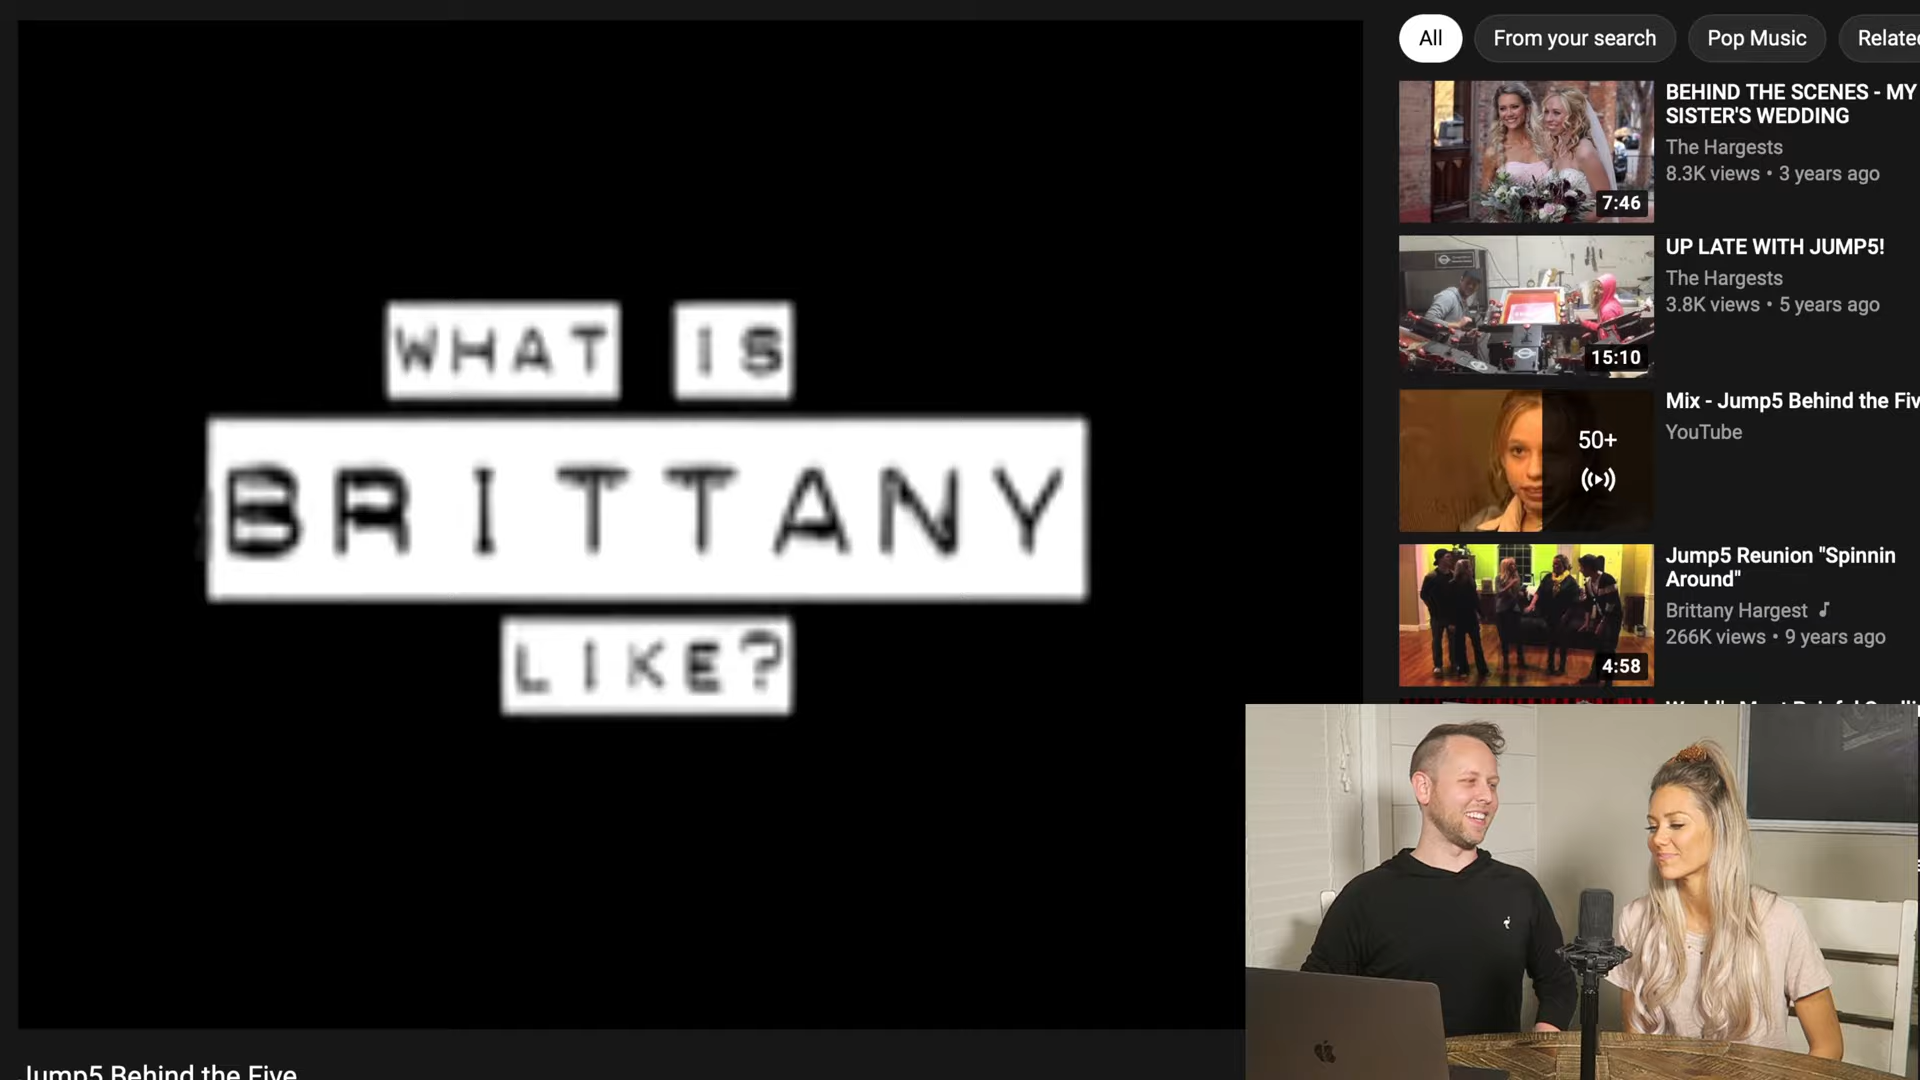 WHAT IS
BRITTANY
LIKE?
Jump5 Behind the Five
All
From your search
Pop Music
BEHIND THE SCENES - MY
SISTER'S WEDDING
The Hargests
8.3K views • 3 years ago
7:46
UP LATE WITH JUMP5!
The Hargests
3.8K views • 5 years ago
15:10
Mix - Jump5 Behind the Fiv
YouTube
50+
Jump5 Reunion "Spinnin
Around"
Brittany Hargest
266K views • 9 years ago
4:58